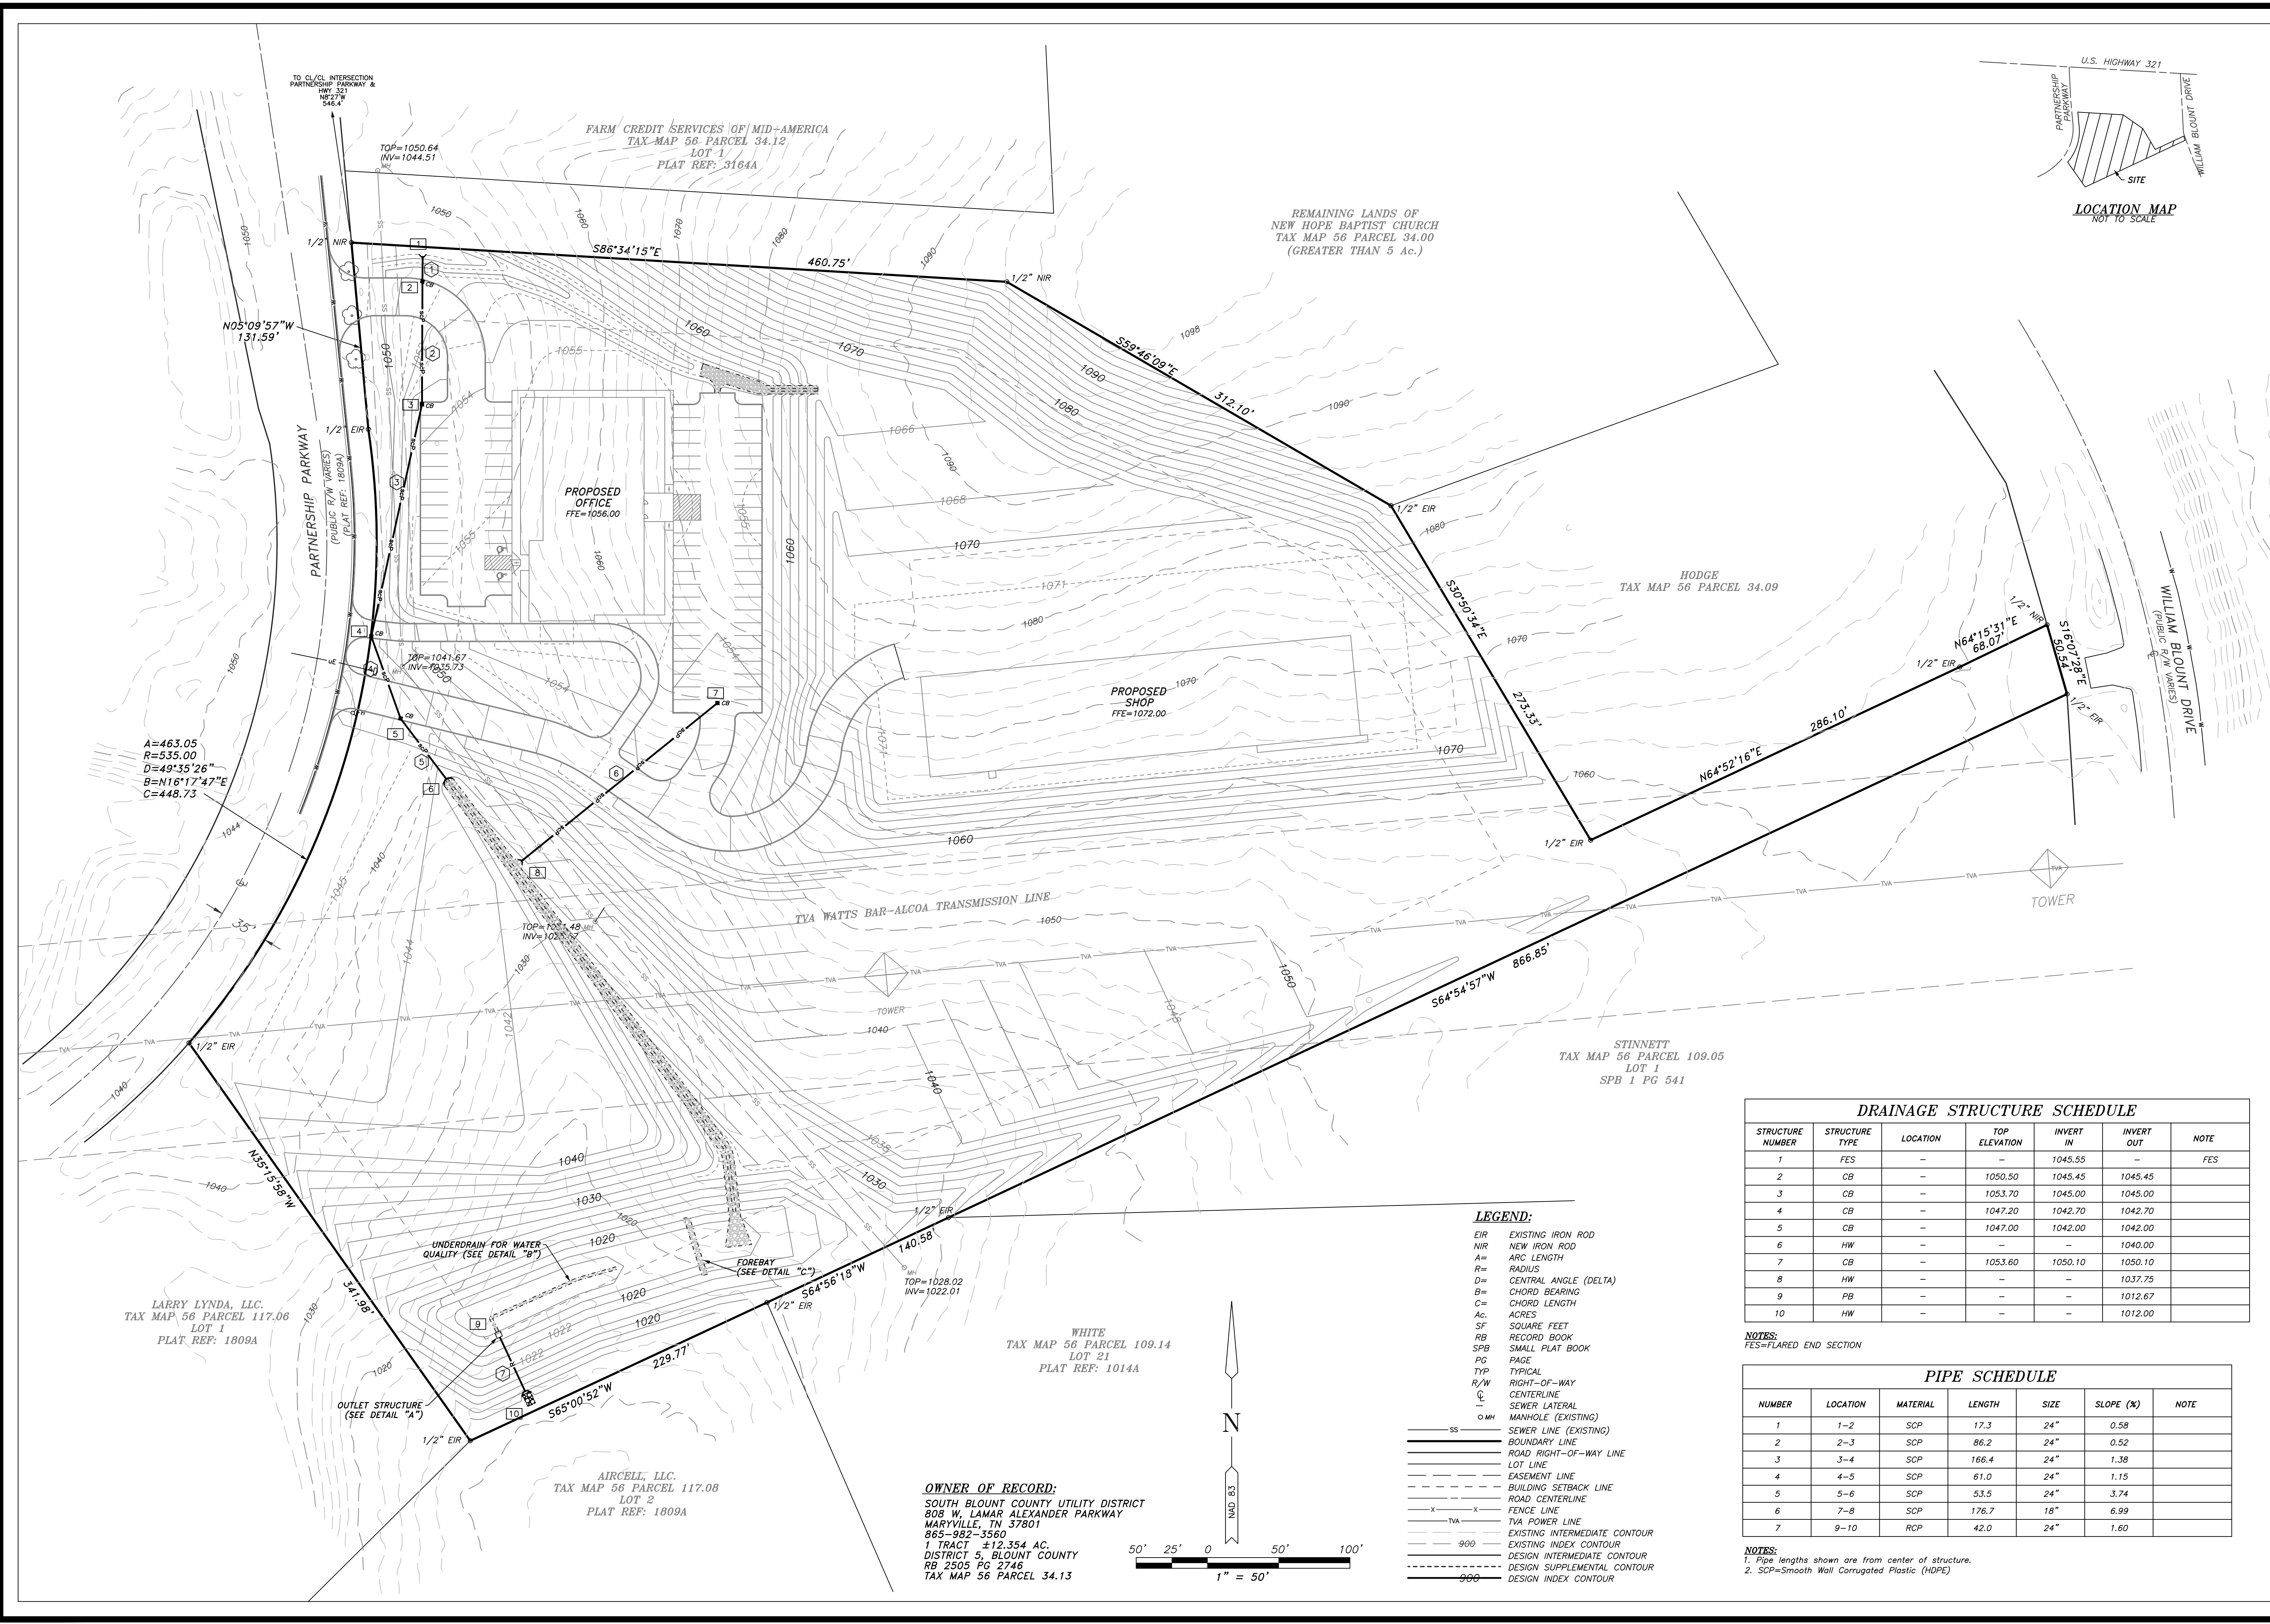 TO CL/CL INTERSECTION
PARTNERSHIP PARKWAY &
HWY 321
N8°27'W
546.4'
TOP=1050.64
INV=1044.51
MH
FARM CREDIT SERVICES OF MID-AMERICA
TAX MAP 56 PARCEL 34.12
LOT 1
PLAT REF: 3164A
REMAINING LANDS OF
NEW HOPE BAPTIST CHURCH
TAX MAP 56 PARCEL 34.00
(GREATER THAN 5 Ac.)
U.S. HIGHWAY 321
PARTNERSHIP
PARKWAY
WILLIAM BLOUNT DRIVE
SITE
LOCATION MAP
NOT TO SCALE
1/2" NIR
S86°34'15"E
460.75'
1/2" NIR
S59°46'09"E
312.10'
1/2" EIR
N05°09'57"W
131.59'
1/2" EIR
PARTNERSHIP PARKWAY
(PUBLIC R/W VARIES)
(PLAT REF: 1809A)
PROPOSED
OFFICE
FFE=1056.00
PROPOSED
SHOP
FFE=1072.00
HODGE
TAX MAP 56 PARCEL 34.09
S30°50'34"E
273.33'
1/2" EIR
N64°52'16"E
286.10'
1/2" EIR
N64°15'31"E
68.07'
1/2" NIR
S16°07'28"E
50.54'
1/2" EIR
WILLIAM BLOUNT DRIVE
(PUBLIC R/W VARIES)
TOP=1041.67
INV=1035.73
MH
A=463.05
R=535.00
D=49°35'26"
B=N16°17'47"E
C=448.73
35'
1/2" EIR
MH
TVA WATTS BAR-ALCOA TRANSMISSION LINE
TOWER
TOWER
S64°54'57"W
866.85'
STINNETT
TAX MAP 56 PARCEL 109.05
LOT 1
SPB 1 PG 541
N35°15'58"W
341.98'
UNDERDRAIN FOR WATER
QUALITY (SEE DETAIL "B")
FOREBAY
(SEE DETAIL "C")
OUTLET STRUCTURE
(SEE DETAIL "A")
1/2" EIR
140.58'
S64°56'18"W
1/2" EIR
MH
TOP=1028.02
INV=1022.01
229.77'
S65°00'52"W
1/2" EIR
LARRY LYNDA, LLC.
TAX MAP 56 PARCEL 117.06
LOT 1
PLAT REF: 1809A
WHITE
TAX MAP 56 PARCEL 109.14
LOT 21
PLAT REF: 1014A
AIRCELL, LLC.
TAX MAP 56 PARCEL 117.08
LOT 2
PLAT REF: 1809A
OWNER OF RECORD:
SOUTH BLOUNT COUNTY UTILITY DISTRICT
808 W, LAMAR ALEXANDER PARKWAY
MARYVILLE, TN 37801
865-982-3560
1 TRACT ±12.354 AC.
DISTRICT 5, BLOUNT COUNTY
RB 2505 PG 2746
TAX MAP 56 PARCEL 34.13
N
NAD 83
50' 25' 0 50' 100'
1" = 50'
LEGEND:
EIR EXISTING IRON ROD
NIR NEW IRON ROD
A= ARC LENGTH
R= RADIUS
D= CENTRAL ANGLE (DELTA)
B= CHORD BEARING
C= CHORD LENGTH
Ac. ACRES
SF SQUARE FEET
RB RECORD BOOK
SPB SMALL PLAT BOOK
PG PAGE
TYP TYPICAL
R/W RIGHT-OF-WAY
CENTERLINE
SEWER LATERAL
MH MANHOLE (EXISTING)
SS SEWER LINE (EXISTING)
BOUNDARY LINE
ROAD RIGHT-OF-WAY LINE
LOT LINE
EASEMENT LINE
BUILDING SETBACK LINE
ROAD CENTERLINE
X X FENCE LINE
TVA TVA POWER LINE
EXISTING INTERMEDIATE CONTOUR
900 EXISTING INDEX CONTOUR
DESIGN INTERMEDIATE CONTOUR
DESIGN SUPPLEMENTAL CONTOUR
900 DESIGN INDEX CONTOUR
DRAINAGE STRUCTURE SCHEDULE
STRUCTURE NUMBER STRUCTURE TYPE LOCATION TOP ELEVATION INVERT IN INVERT OUT NOTE
1 FES - - 1045.55 - FES
2 CB - 1050.50 1045.45 1045.45
3 CB - 1053.70 1045.00 1045.00
4 CB - 1047.20 1042.70 1042.70
5 CB - 1047.00 1042.00 1042.00
6 HW - - - 1040.00
7 CB - 1053.60 1050.10 1050.10
8 HW - - - 1037.75
9 PB - - - 1012.67
10 HW - - - 1012.00
NOTES:
FES=FLARED END SECTION
PIPE SCHEDULE
NUMBER LOCATION MATERIAL LENGTH SIZE SLOPE (%) NOTE
1 1-2 SCP 17.3 24" 0.58
2 2-3 SCP 86.2 24" 0.52
3 3-4 SCP 166.4 24" 1.38
4 4-5 SCP 61.0 24" 1.15
5 5-6 SCP 53.5 24" 3.74
6 7-8 SCP 176.7 18" 6.99
7 9-10 RCP 42.0 24" 1.60
NOTES:
1. Pipe lengths shown are from center of structure.
2. SCP=Smooth Wall Corrugated Plastic (HDPE)